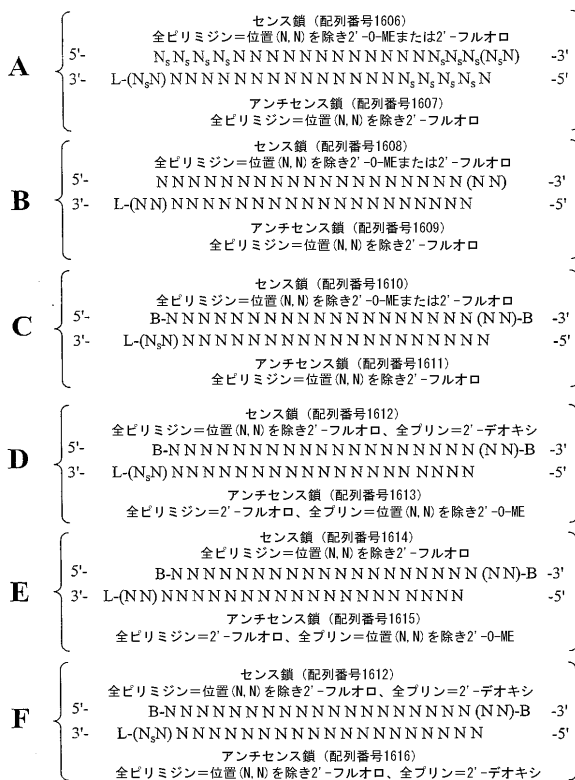 センス鎖 (配列番号1606)
全ピリミジン＝位置(N,N)を除き2'-O-MEまたは2'-フルオロ
A
5'- NsNsNsNsNNNNNNNNNNNNNsNsNs(NsN) -3'
3'- L-(NsN)NNNNNNNNNNNNNNNsNsNsNsN -5'
アンチセンス鎖 (配列番号1607)
全ピリミジン＝位置(N,N)を除き2'-フルオロ
センス鎖 (配列番号1608)
全ピリミジン＝位置(N,N)を除き2'-O-MEまたは2'-フルオロ
B
5'- NNNNNNNNNNNNNNNNNNN(NN) -3'
3'- L-(NN)NNNNNNNNNNNNNNNNNNN -5'
アンチセンス鎖 (配列番号1609)
全ピリミジン＝位置(N,N)を除き2'-フルオロ
センス鎖 (配列番号1610)
全ピリミジン＝位置(N,N)を除き2'-O-MEまたは2'-フルオロ
C
5'- B-NNNNNNNNNNNNNNNNNNN(NN)-B -3'
3'- L-(NsN)NNNNNNNNNNNNNNNNNNNN -5'
アンチセンス鎖 (配列番号1611)
全ピリミジン＝位置(N,N)を除き2'-フルオロ
センス鎖 (配列番号1612)
全ピリミジン＝位置(N,N)を除き2'-フルオロ、全プリン＝2'-デオキシ
D
5'- B-NNNNNNNNNNNNNNNNNNN(NN)-B -3'
3'- L-(NsN)NNNNNNNNNNNNNNNNNNN -5'
アンチセンス鎖 (配列番号1613)
全ピリミジン＝2'-フルオロ、全プリン＝位置(N,N)を除き2'-O-ME
センス鎖 (配列番号1614)
全ピリミジン＝位置(N,N)を除き2'-フルオロ
E
5'- B-NNNNNNNNNNNNNNNNNNN(NN)-B -3'
3'- L-(NN)NNNNNNNNNNNNNNNNNNN -5'
アンチセンス鎖 (配列番号1615)
全ピリミジン＝2'-フルオロ、全プリン＝位置(N,N)を除き2'-O-ME
センス鎖 (配列番号1612)
全ピリミジン＝位置(N,N)を除き2'-フルオロ、全プリン＝2'-デオキシ
F
5'- B-NNNNNNNNNNNNNNNNNNN(NN)-B -3'
3'- L-(NsN)NNNNNNNNNNNNNNNNNNNN -5'
アンチセンス鎖 (配列番号1616)
全ピリミジン＝位置(N,N)を除き2'-フルオロ、全プリン＝2'-デオキシ